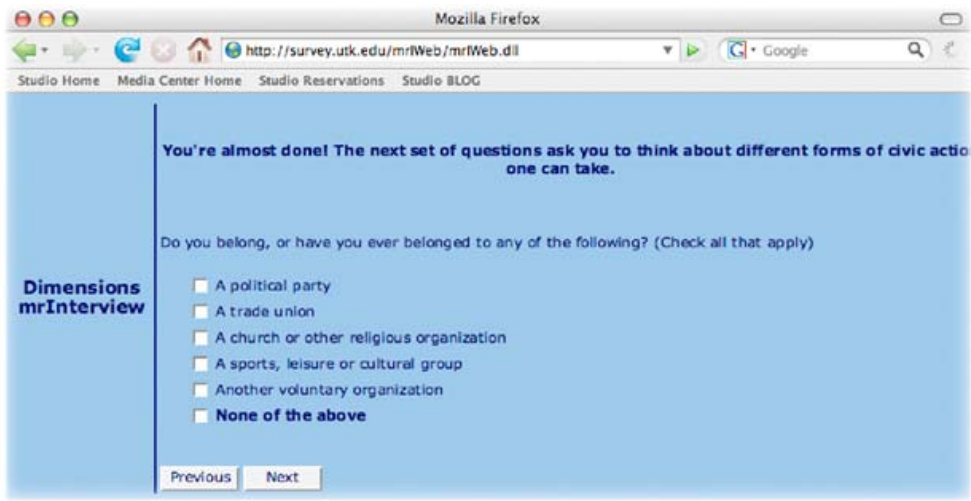 Mozilla Firefox
http://survey.utk.edu/mrIWeb/mrIWeb.dll
Google
Studio Home Media Center Home Studio Reservations Studio BLOG
You're almost done! The next set of questions ask you to think about different forms of civic actio
one can take.
Do you belong, or have you ever belonged to any of the following? (Check all that apply)
Dimensions
mrInterview
A political party
A trade union
A church or other religious organization
A sports, leisure or cultural group
Another voluntary organization
None of the above
Previous Next